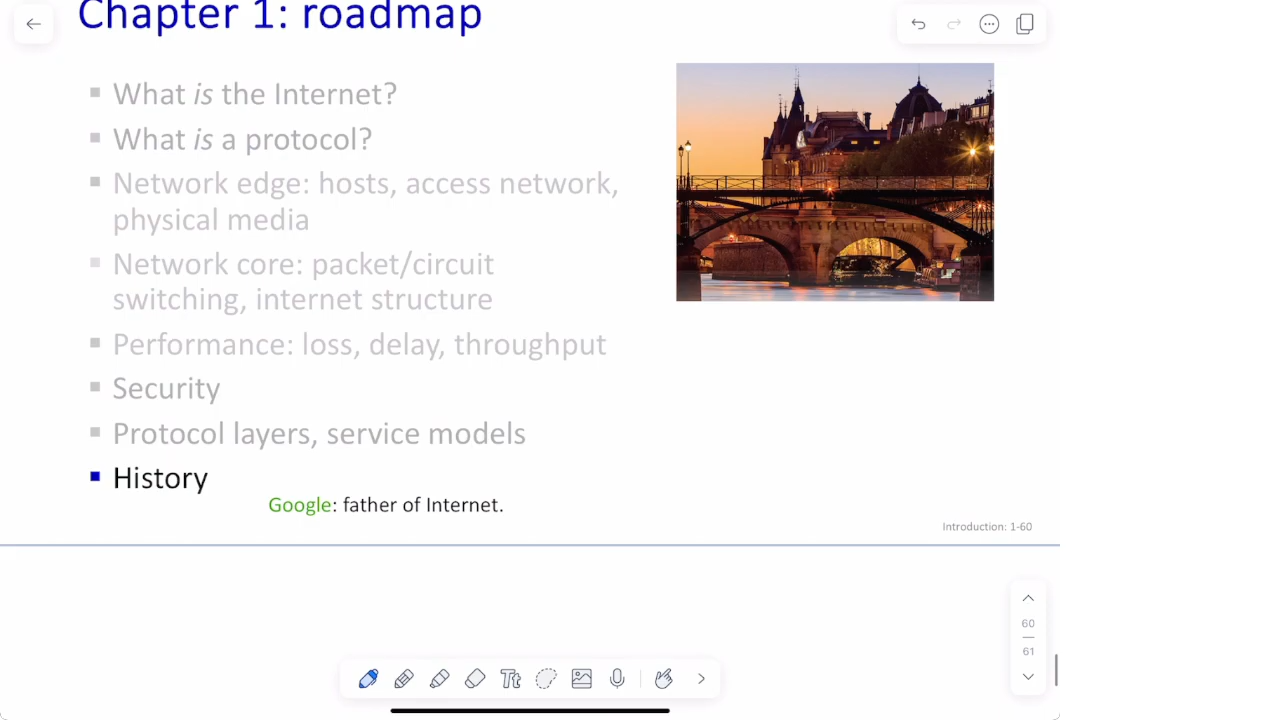 Chapter 1: roadmap
▪ What is the Internet?
▪ What is a protocol?
▪ Network edge: hosts, access network,
physical media
▪ Network core: packet/circuit
switching, internet structure
▪ Performance: loss, delay, throughput
▪ Security
▪ Protocol layers, service models
▪ History
Google: father of Internet.
Introduction: 1-60
60
61
Tt